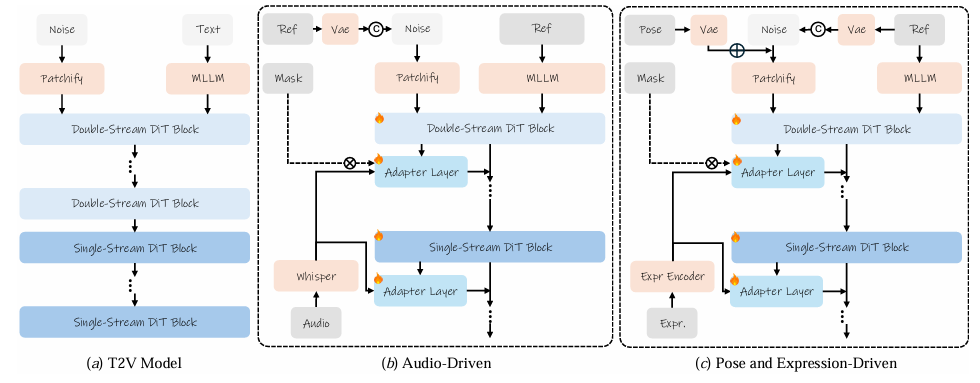 Noise
Text
Patchify
MLLM
Double-Stream DiT Block
Double-Stream DiT Block
Single-Stream DiT Block
Single-Stream DiT Block
(a) T2V Model
Ref
Vae
C
Noise
Ref
Mask
Patchify
MLLM
Double-Stream DiT Block
Adapter Layer
Single-Stream DiT Block
Whisper
Adapter Layer
Audio
(b) Audio-Driven
Pose
Vae
Noise
C
Vae
Ref
Mask
Patchify
MLLM
Double-Stream DiT Block
Adapter Layer
Single-Stream DiT Block
Expr Encoder
Adapter Layer
Expr.
(c) Pose and Expression-Driven